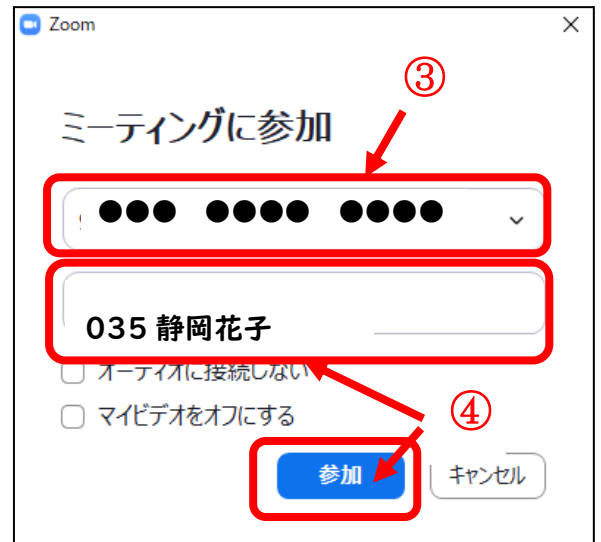 Zoom
③
ミーティングに参加
●●● ●●●● ●●●●
035 静岡花子
オーディオに接続しない
マイビデオをオフにする
④
参加 キャンセル